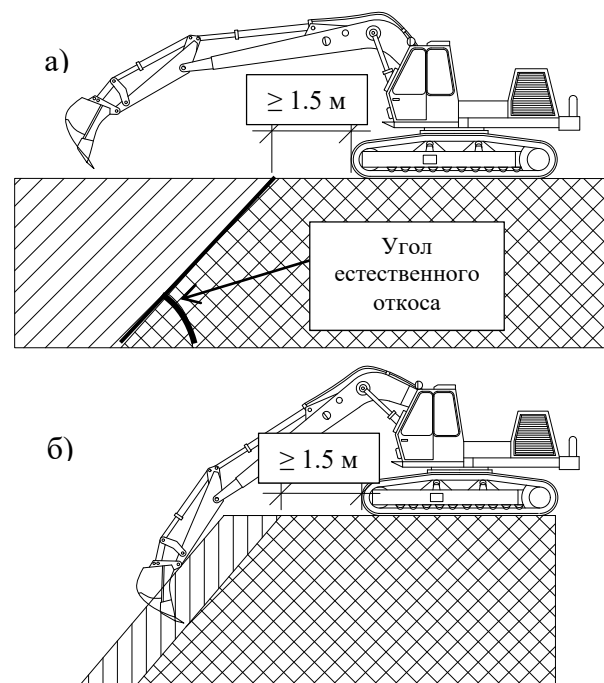 а)
≥ 1.5 м
Угол
естественного
откоса
б)
≥ 1.5 м